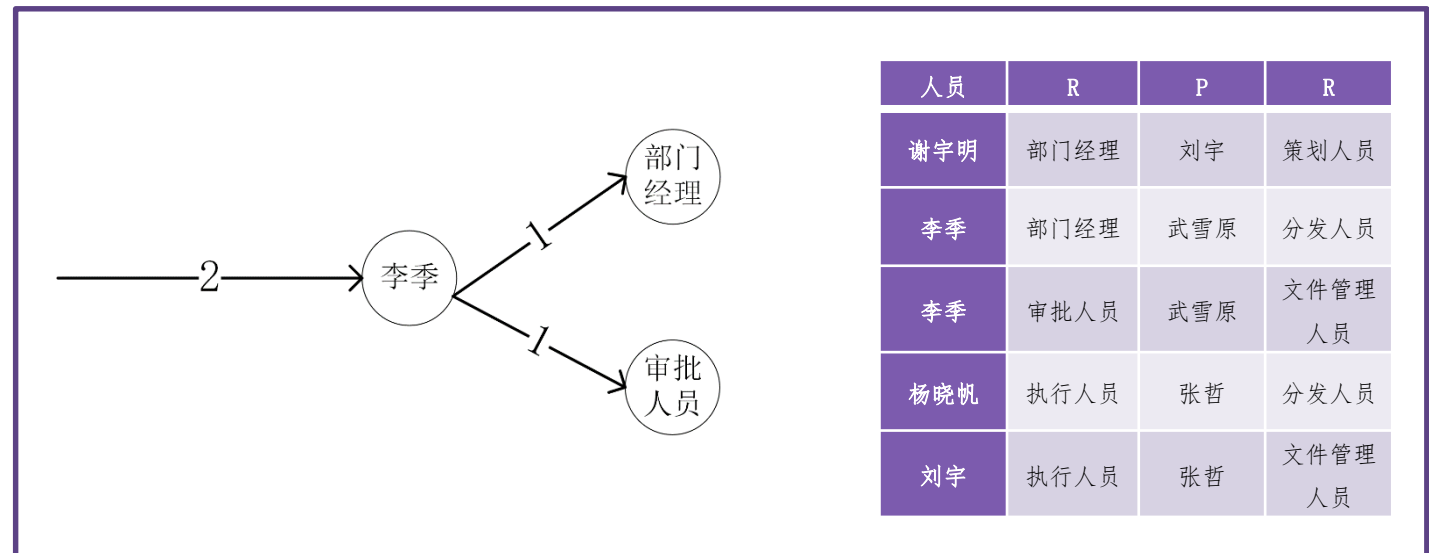 2
李季
1
部门
经理
1
审批
人员
人员 R P R
谢宇明 部门经理 刘宇 策划人员
李季 部门经理 武雪原 分发人员
李季 审批人员 武雪原 文件管理
人员
杨晓帆 执行人员 张哲 分发人员
刘宇 执行人员 张哲 文件管理
人员